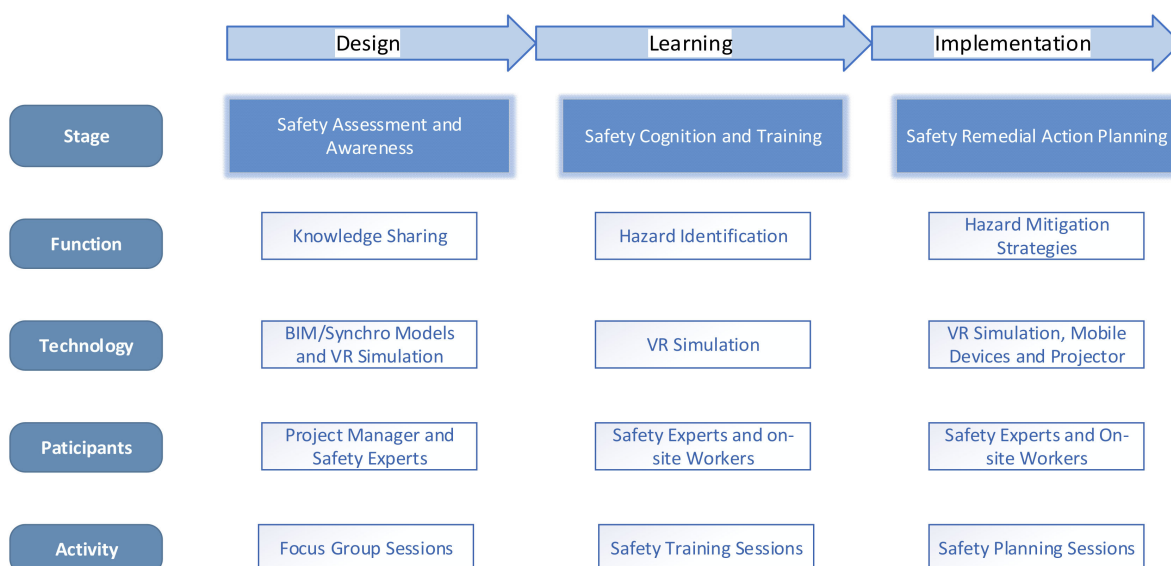 Design
Learning
Implementation
Stage
Safety Assessment and
Awareness
Safety Cognition and Training
Safety Remedial Action Planning
Function
Knowledge Sharing
Hazard Identification
Hazard Mitigation
Strategies
Technology
BIM/Synchro Models
and VR Simulation
VR Simulation
VR Simulation, Mobile
Devices and Projector
Paticipants
Project Manager and
Safety Experts
Safety Experts and on-
site Workers
Safety Experts and On-
site Workers
Activity
Focus Group Sessions
Safety Training Sessions
Safety Planning Sessions